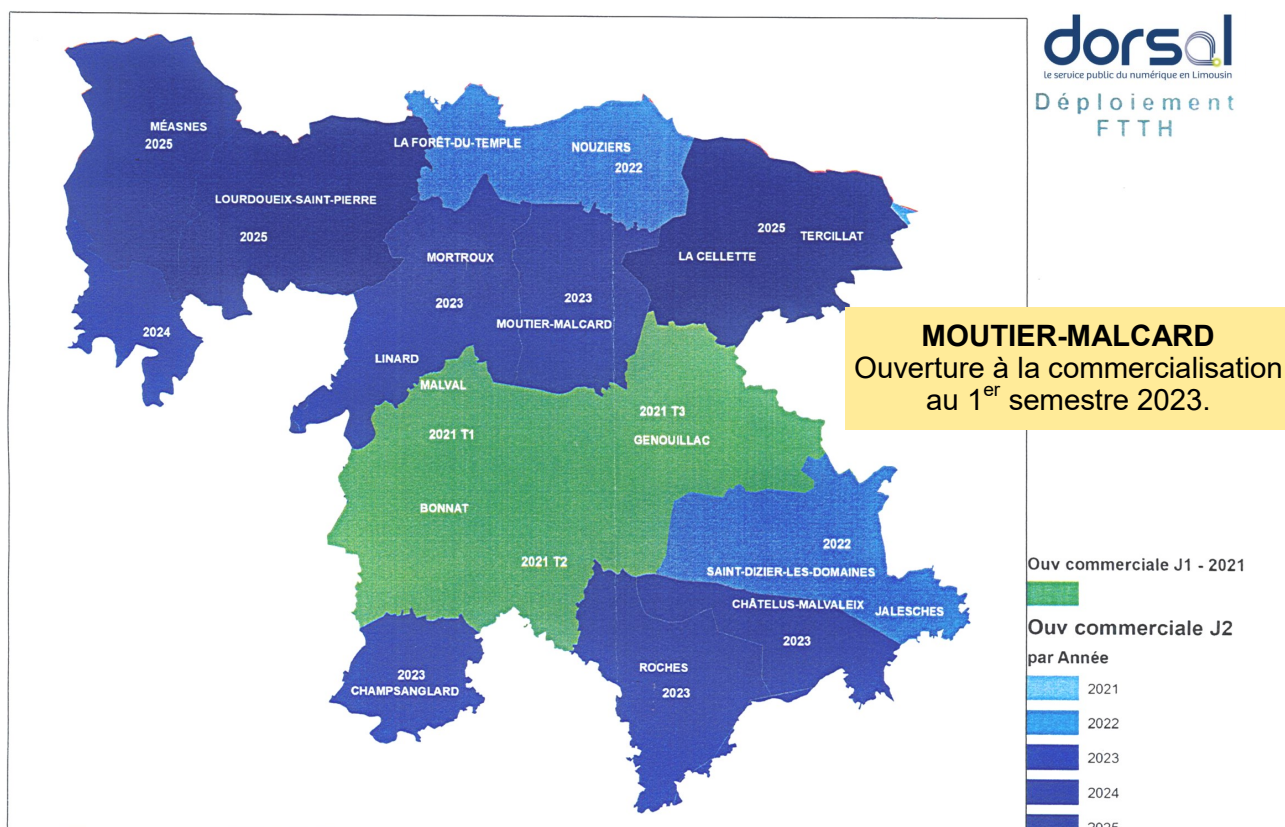 dorsal
le service public du numérique en Limousin
Déploiement
FTTH
MÉASNES
2025
LA FORÊT-DU-TEMPLE
NOUZIERS
2022
LOURDOUEIX-SAINT-PIERRE
2025
2025
TERCILLAT
LA CELLETTE
MORTROUX
2023
2023
MOUTIER-MALCARD
2024
LINARD
MALVAL
MOUTIER-MALCARD
Ouverture à la commercialisation
au 1er semestre 2023.
2021 T3
GENOUILLAC
2021 T1
BONNAT
2021 T2
2022
SAINT-DIZIER-LES-DOMAINES
CHÂTELUS-MALVALEIX
JALESCHES
2023
ROCHES
2023
2023
CHAMPSANGLARD
Ouv commerciale J1 - 2021
Ouv commerciale J2
par Année
2021
2022
2023
2024
2025